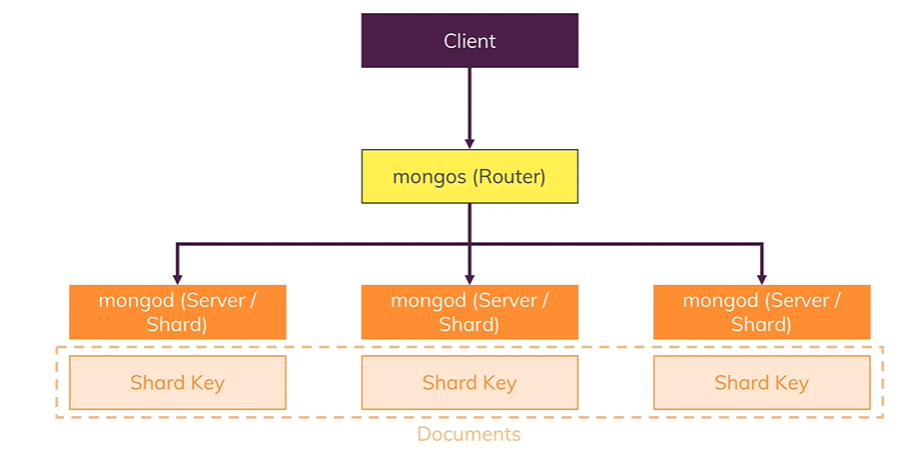 Client
mongos (Router)
mongod (Server /
Shard)
mongod (Server /
Shard)
mongod (Server /
Shard)
Shard Key
Shard Key
Shard Key
Documents